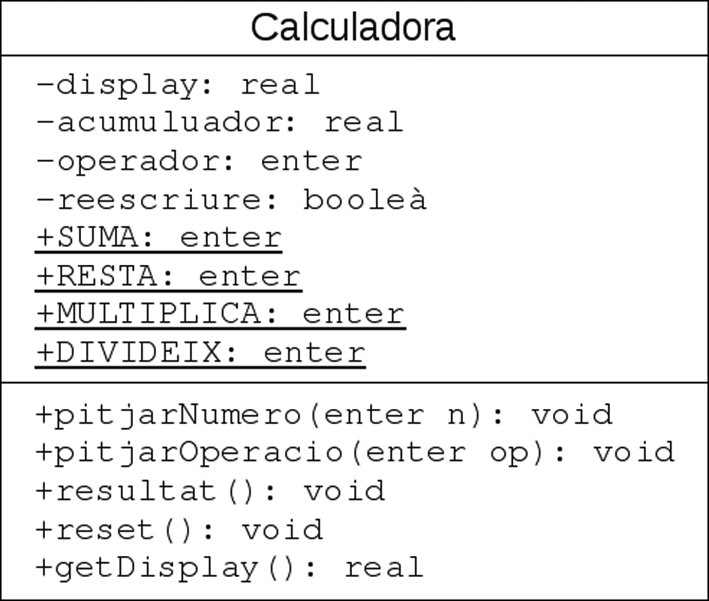 Calculadora
-display: real
-acumuluador: real
-operador: enter
-reescriure: booleà
+SUMA: enter
+RESTA: enter
+MULTIPLICA: enter
+DIVIDEIX: enter
+pitjarNumero(enter n): void
+pitjarOperacio(enter op): void
+resultat(): void
+reset(): void
+getDisplay(): real